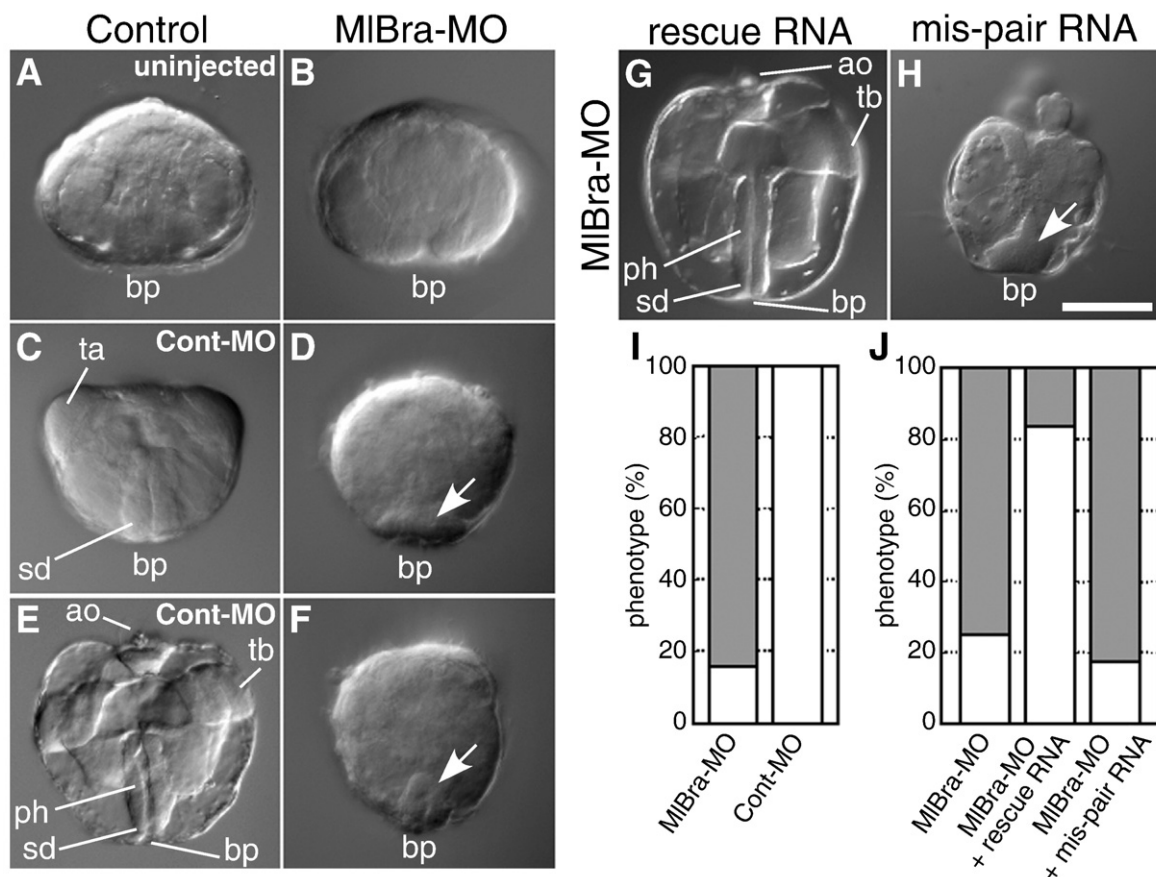 Control
MlBra-MO
A
uninjected
bp
B
bp
C
Cont-MO
ta
sd
bp
D
bp
E
Cont-MO
ao
tb
ph
sd
bp
F
bp
rescue RNA
mis-pair RNA
MlBra-MO
G
ao
tb
ph
sd
bp
H
bp
I
phenotype (%)
100
80
60
40
20
0
MlBra-MO
Cont-MO
J
phenotype (%)
100
80
60
40
20
0
MlBra-MO
MlBra-MO
+ rescue RNA
MlBra-MO
+ mis-pair RNA